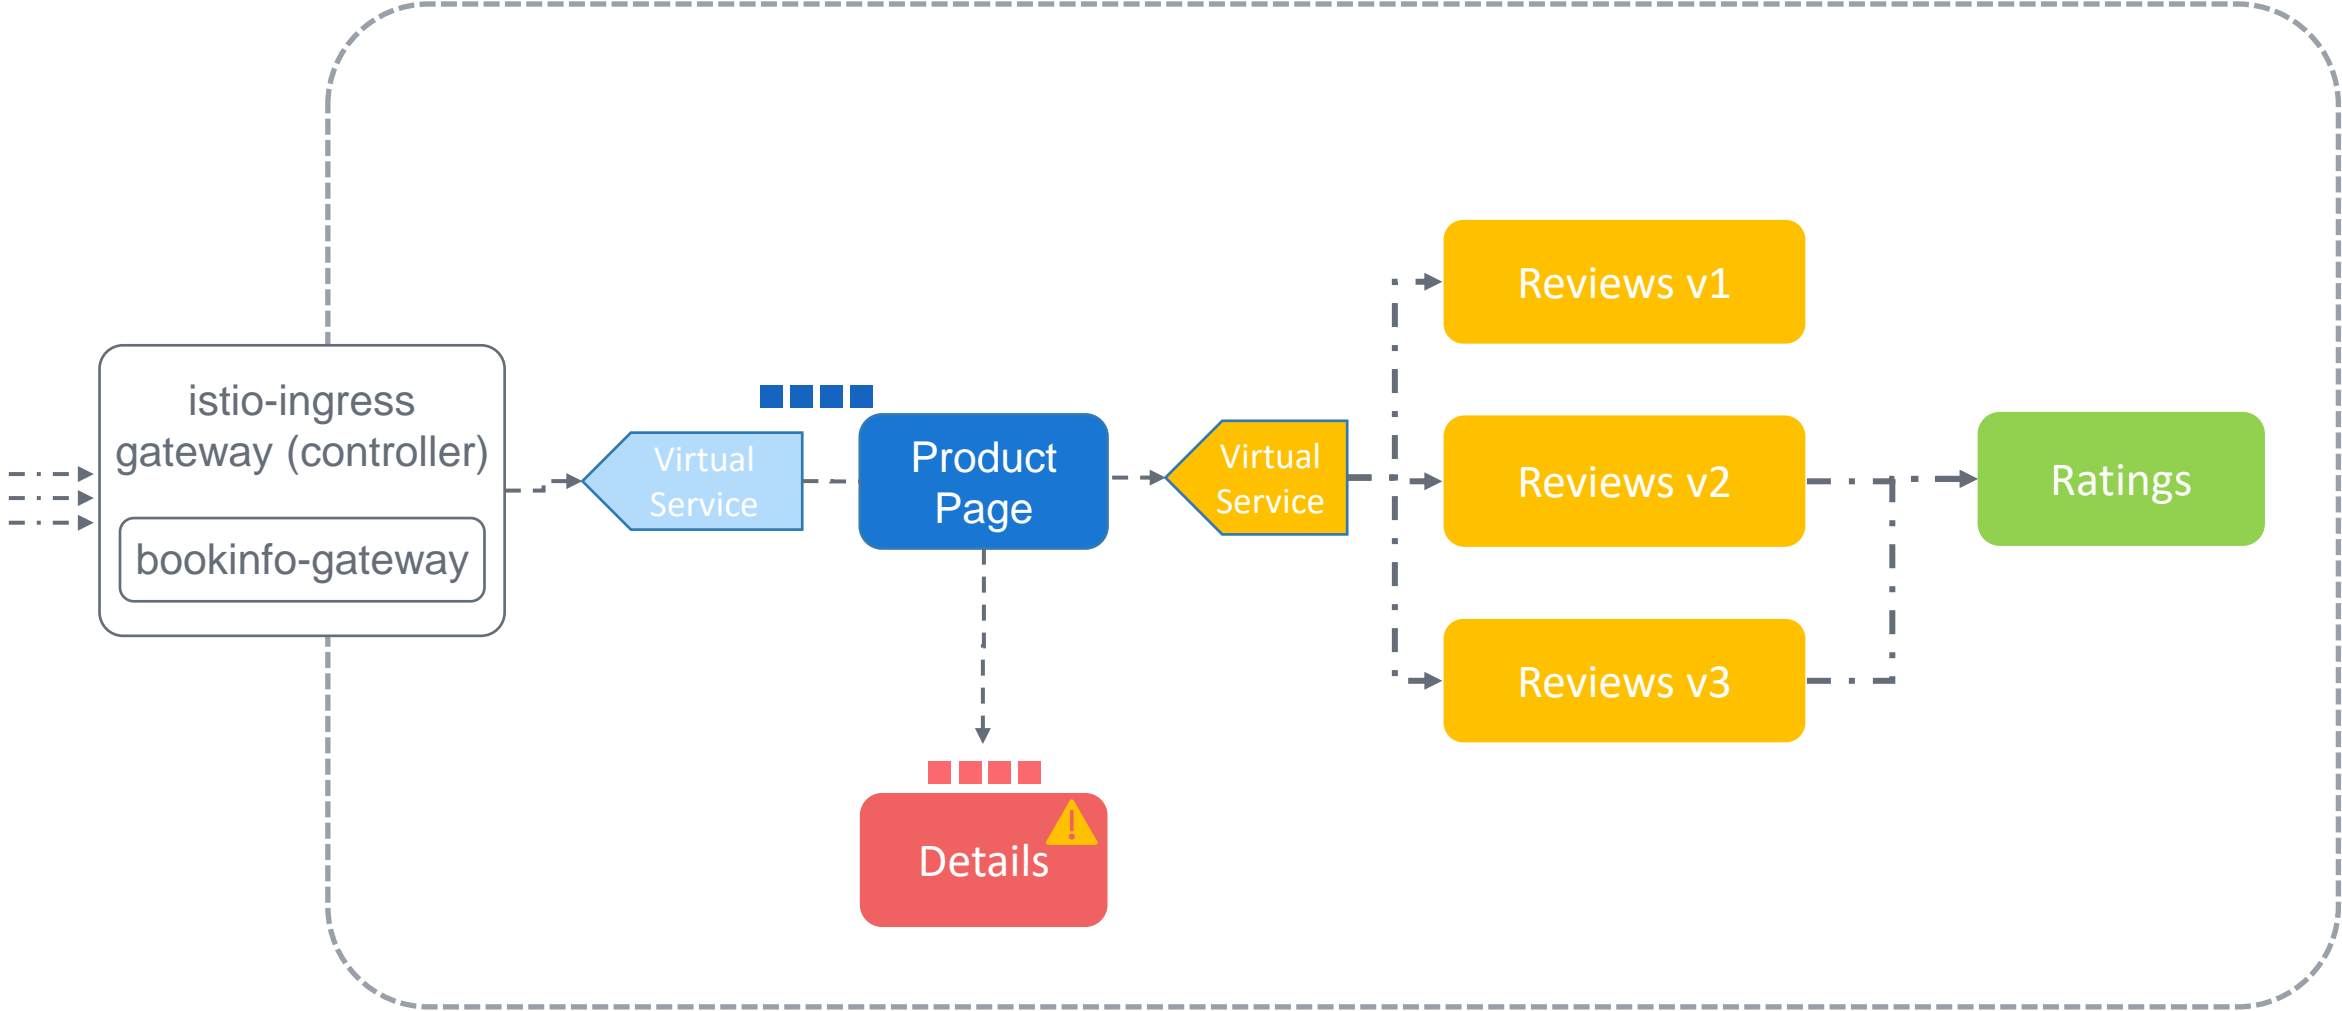 istio-ingress
gateway (controller)
bookinfo-gateway
Virtual
Service
Product
Page
Virtual
Service
Reviews v1
Reviews v2
Reviews v3
Ratings
Details